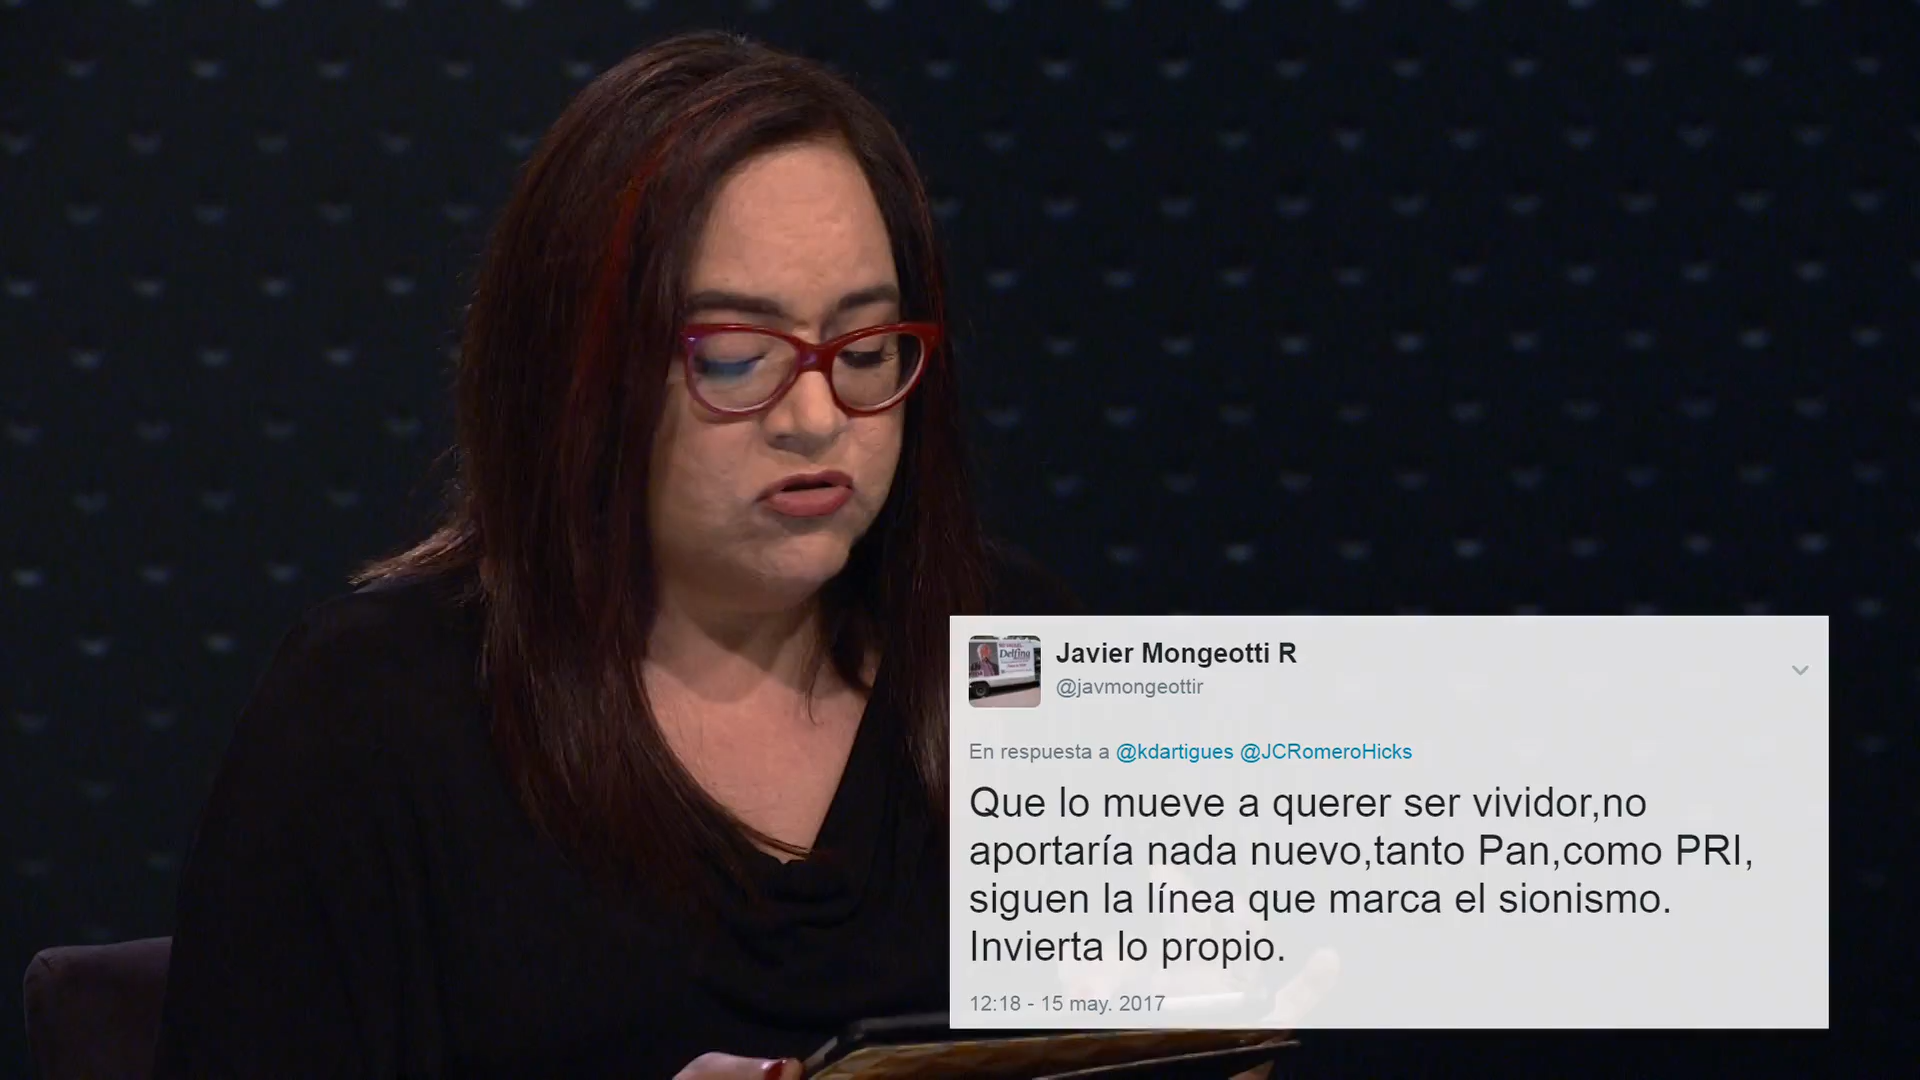 Delfina
Javier Mongeotti R
@javmongeottir
En respuesta a @kdartigues @JCRomeroHicks
Que lo mueve a querer ser vividor,no
aportaría nada nuevo,tanto Pan,como PRI,
siguen la línea que marca el sionismo.
Invierta lo propio.
12:18 - 15 may. 2017